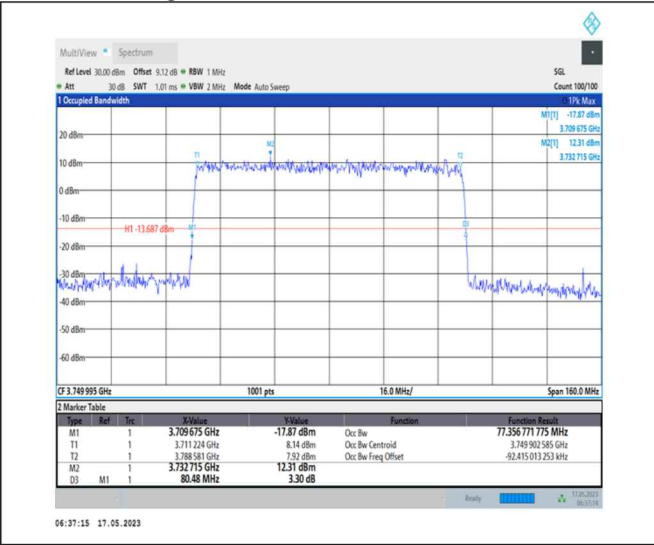 MultiView Spectrum
Ref Level 30.00 dBm Offset 9.12 dB RBW 1 MHz SGL
Att 30 dB SWT 1.01 ms VBW 2 MHz Mode Auto Sweep Count 100/100
1 Occupied Bandwidth 1Pk Max
M1[1] -17.87 dBm
3.709 675 GHz
20 dBm
M2[1] 12.31 dBm
3.732 715 GHz
M2
T1 T2
10 dBm
0 dBm
-10 dBm
H1 -13.687 dBm M1 D3
-20 dBm
-30 dBm
-40 dBm
-50 dBm
-60 dBm
CF 3.749 995 GHz 1001 pts 16.0 MHz/ Span 160.0 MHz
2 Marker Table
Type Ref Trc X-Value Y-Value Function Function Result
M1 1 3.709 675 GHz -17.87 dBm Occ Bw 77.356 771 775 MHz
T1 1 3.711 224 GHz 8.14 dBm Occ Bw Centroid 3.749 902 585 GHz
T2 1 3.788 581 GHz 7.92 dBm Occ Bw Freq Offset -92.415 013 253 kHz
M2 1 3.732 715 GHz 12.31 dBm
D3 M1 1 80.48 MHz 3.30 dB
Ready 17.05.2023
06:37:14
06:37:15 17.05.2023